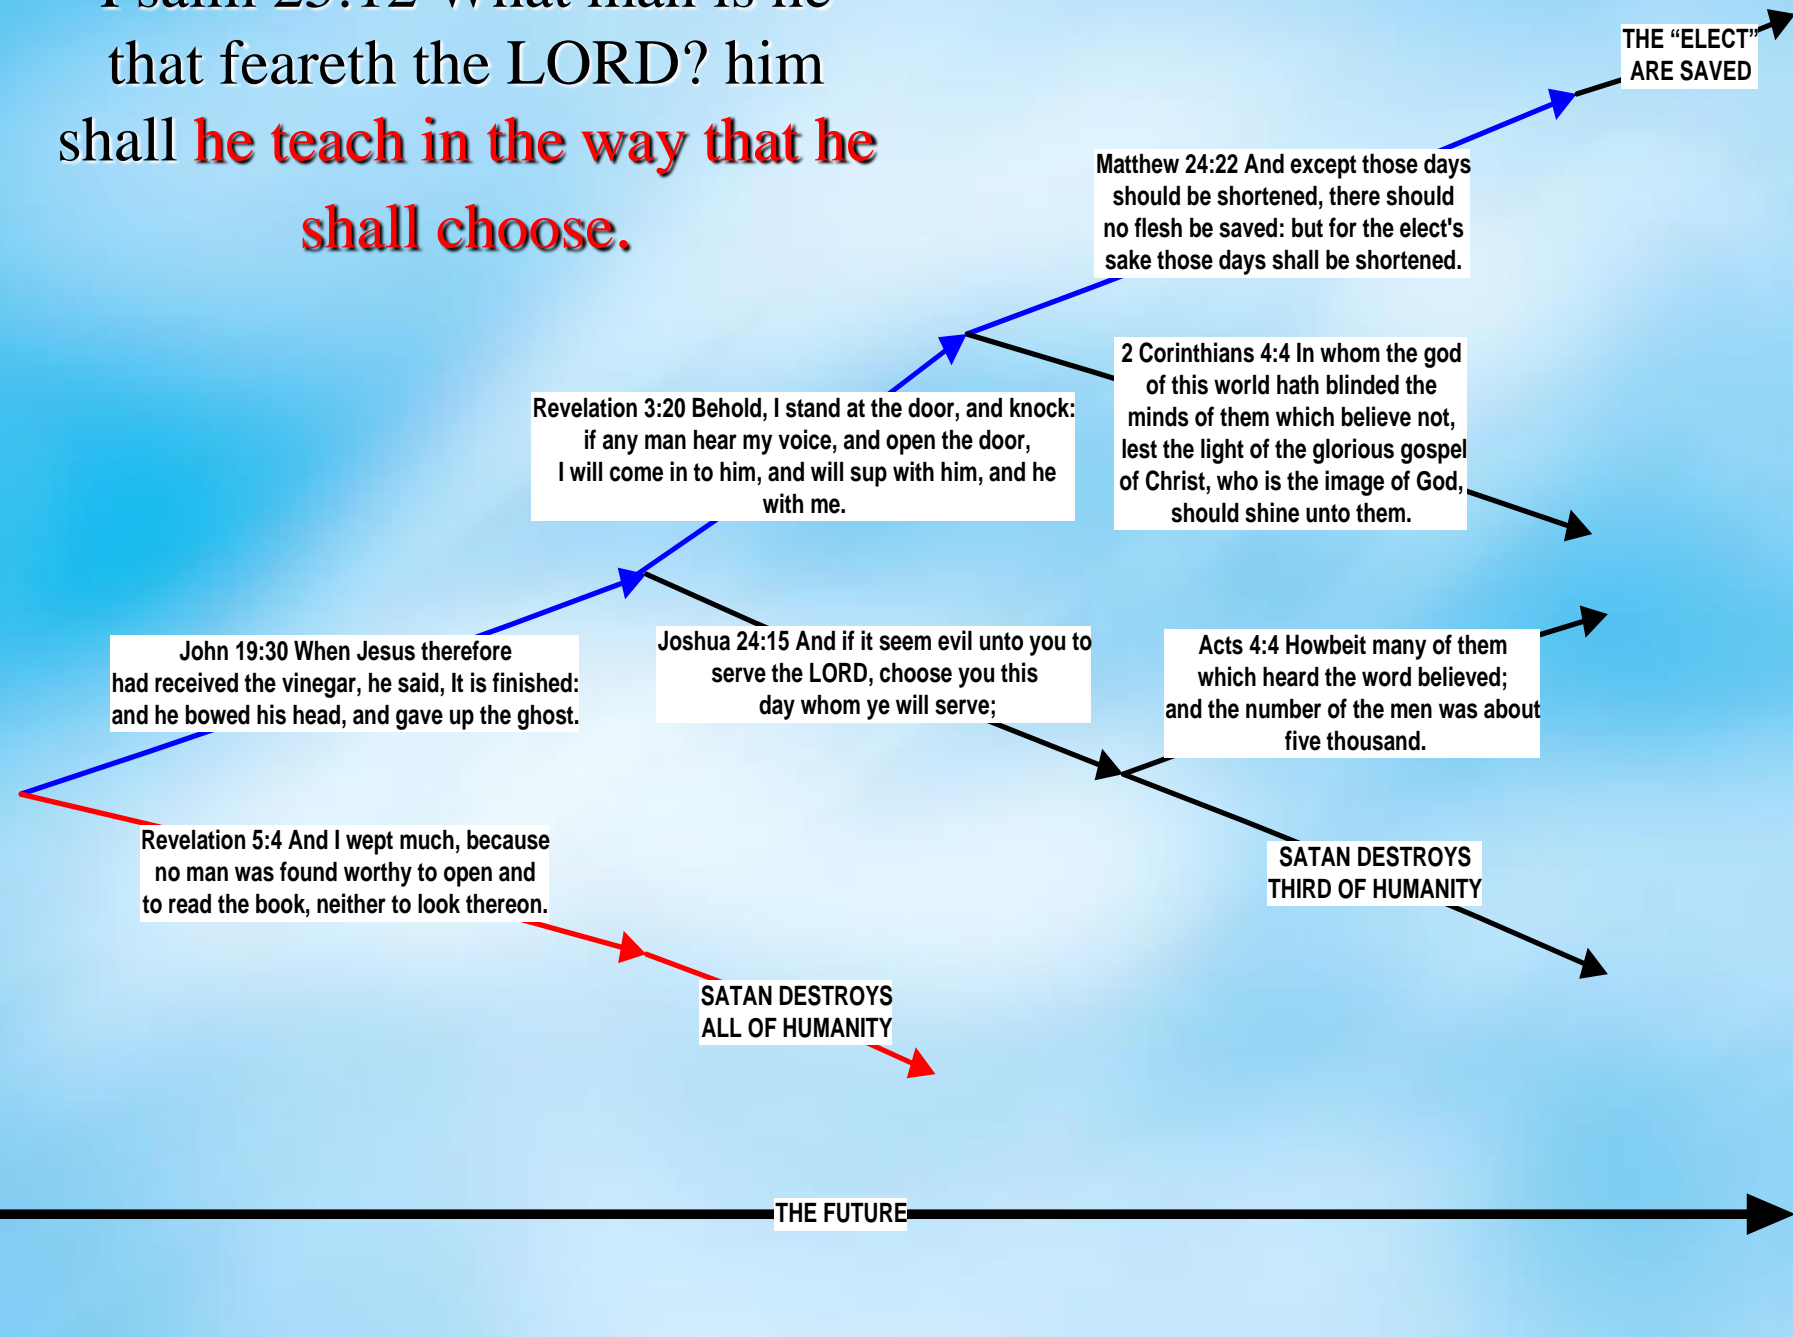 Psalm 25:12 What man is he
that feareth the LORD? him
shall he teach in the way that he
shall choose.
THE “ELECT”
ARE SAVED
Matthew 24:22 And except those days
should be shortened, there should
no flesh be saved: but for the elect's
sake those days shall be shortened.
2 Corinthians 4:4 In whom the god
of this world hath blinded the
minds of them which believe not,
lest the light of the glorious gospel
of Christ, who is the image of God,
should shine unto them.
Revelation 3:20 Behold, I stand at the door, and knock:
if any man hear my voice, and open the door,
I will come in to him, and will sup with him, and he
with me.
John 19:30 When Jesus therefore
had received the vinegar, he said, It is finished:
and he bowed his head, and gave up the ghost.
Joshua 24:15 And if it seem evil unto you to
serve the LORD, choose you this
day whom ye will serve;
Acts 4:4 Howbeit many of them
which heard the word believed;
and the number of the men was about
five thousand.
Revelation 5:4 And I wept much, because
no man was found worthy to open and
to read the book, neither to look thereon.
SATAN DESTROYS
THIRD OF HUMANITY
SATAN DESTROYS
ALL OF HUMANITY
THE FUTURE